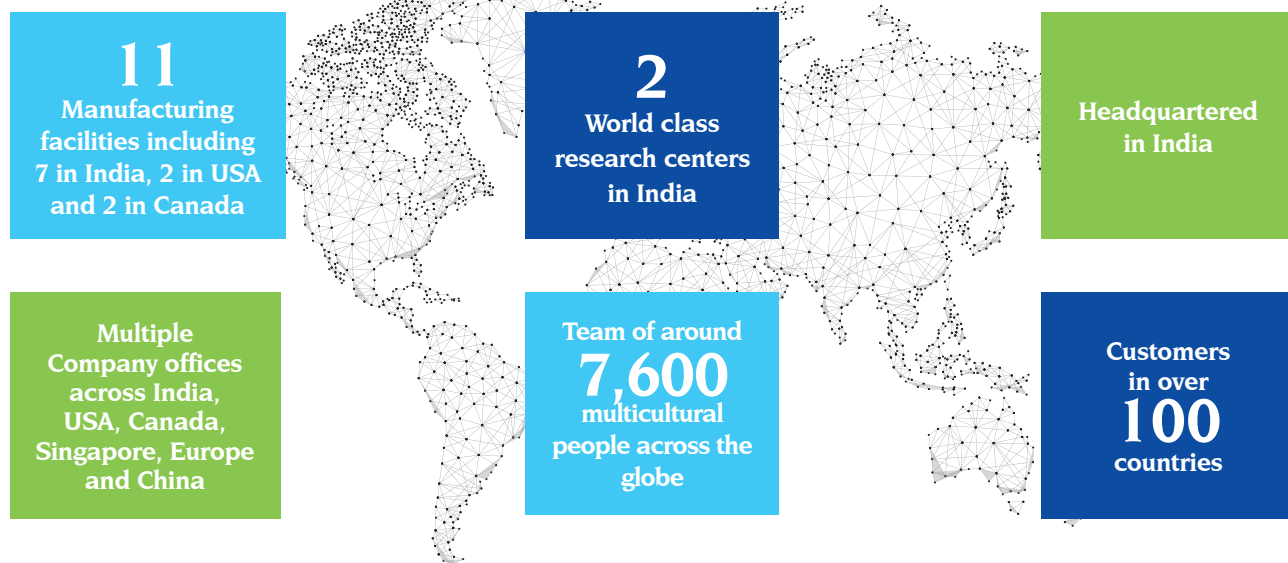 11
Manufacturing
facilities including
7 in India, 2 in USA
and 2 in Canada
2
World class
research centers
in India
Headquartered
in India
Multiple
Company offices
across India,
USA, Canada,
Singapore, Europe
and China
Team of around
7,600
multicultural
people across the
globe
Customers
in over
100
countries